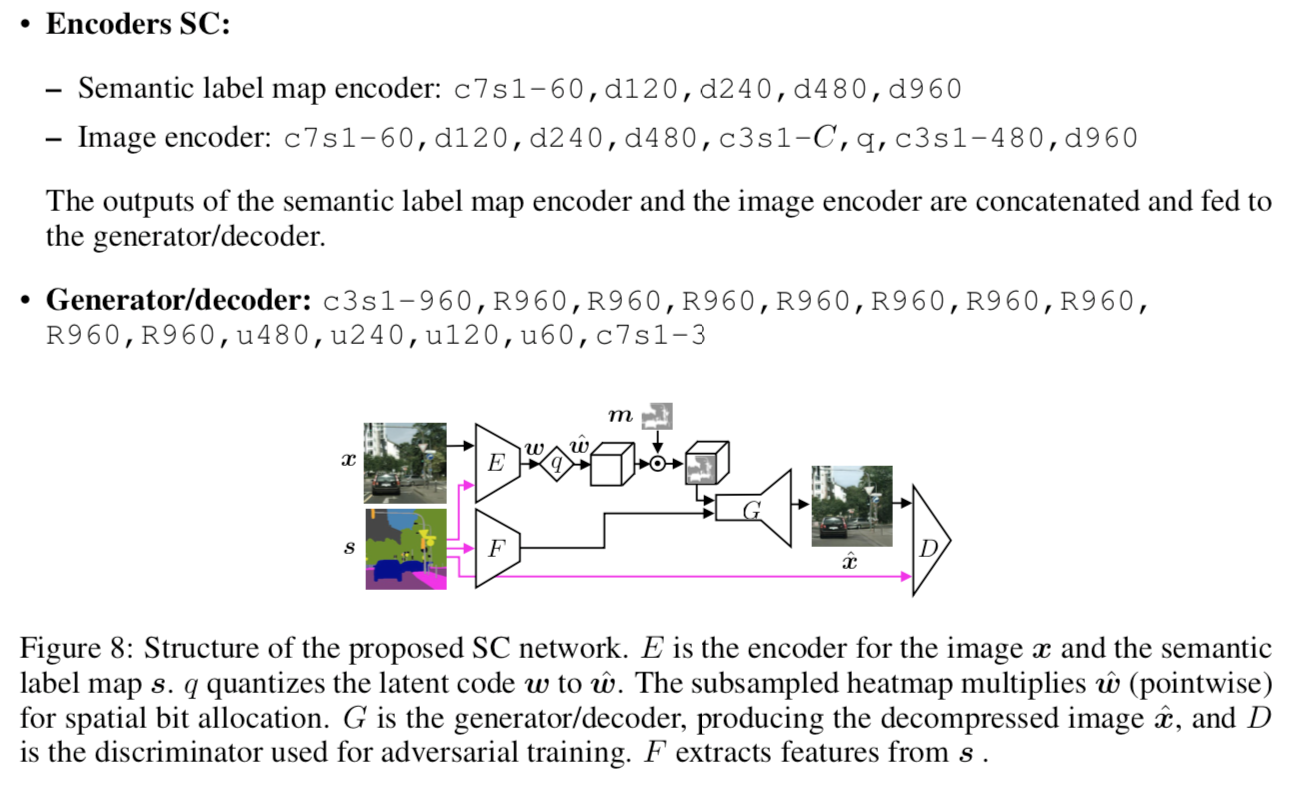 • Encoders SC:
– Semantic label map encoder: c7s1-60,d120,d240,d480,d960
– Image encoder: c7s1-60,d120,d240,d480,c3s1-C,q,c3s1-480,d960
The outputs of the semantic label map encoder and the image encoder are concatenated and fed to
the generator/decoder.
• Generator/decoder: c3s1-960,R960,R960,R960,R960,R960,R960,R960,
R960,R960,u480,u240,u120,u60,c7s1-3
m
x
E
w
q
ŵ
G
s
F
x̂
D
Figure 8: Structure of the proposed SC network. E is the encoder for the image x and the semantic
label map s. q quantizes the latent code w to ŵ. The subsampled heatmap multiplies ŵ (pointwise)
for spatial bit allocation. G is the generator/decoder, producing the decompressed image x̂, and D
is the discriminator used for adversarial training. F extracts features from s .